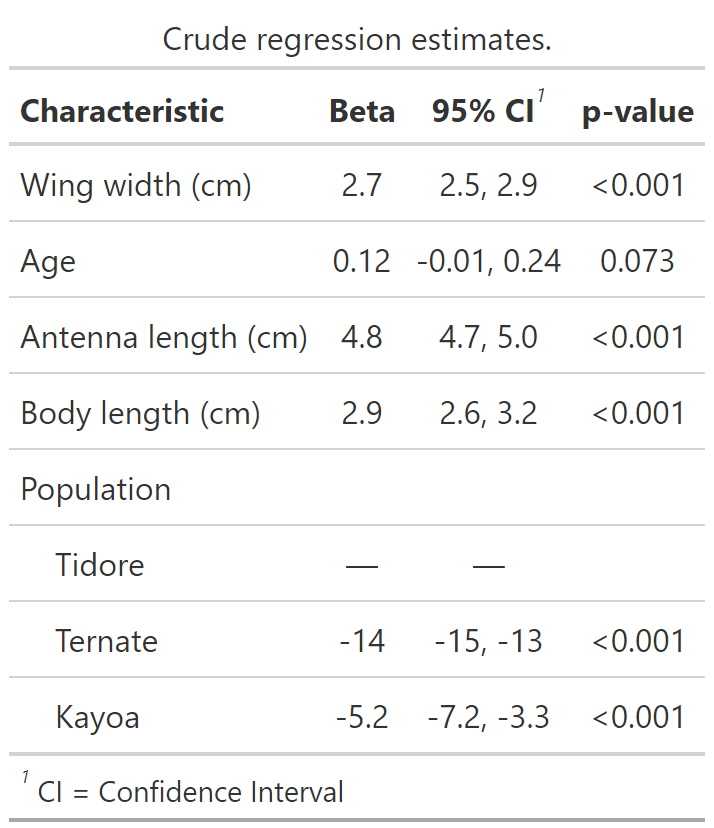 Crude regression estimates.
Characteristic Beta 95% CI1 p-value
Wing width (cm) 2.7 2.5, 2.9 <0.001
Age 0.12 -0.01, 0.24 0.073
Antenna length (cm) 4.8 4.7, 5.0 <0.001
Body length (cm) 2.9 2.6, 3.2 <0.001
Population
Tidore — —
Ternate -14 -15, -13 <0.001
Kayoa -5.2 -7.2, -3.3 <0.001
1 CI = Confidence Interval